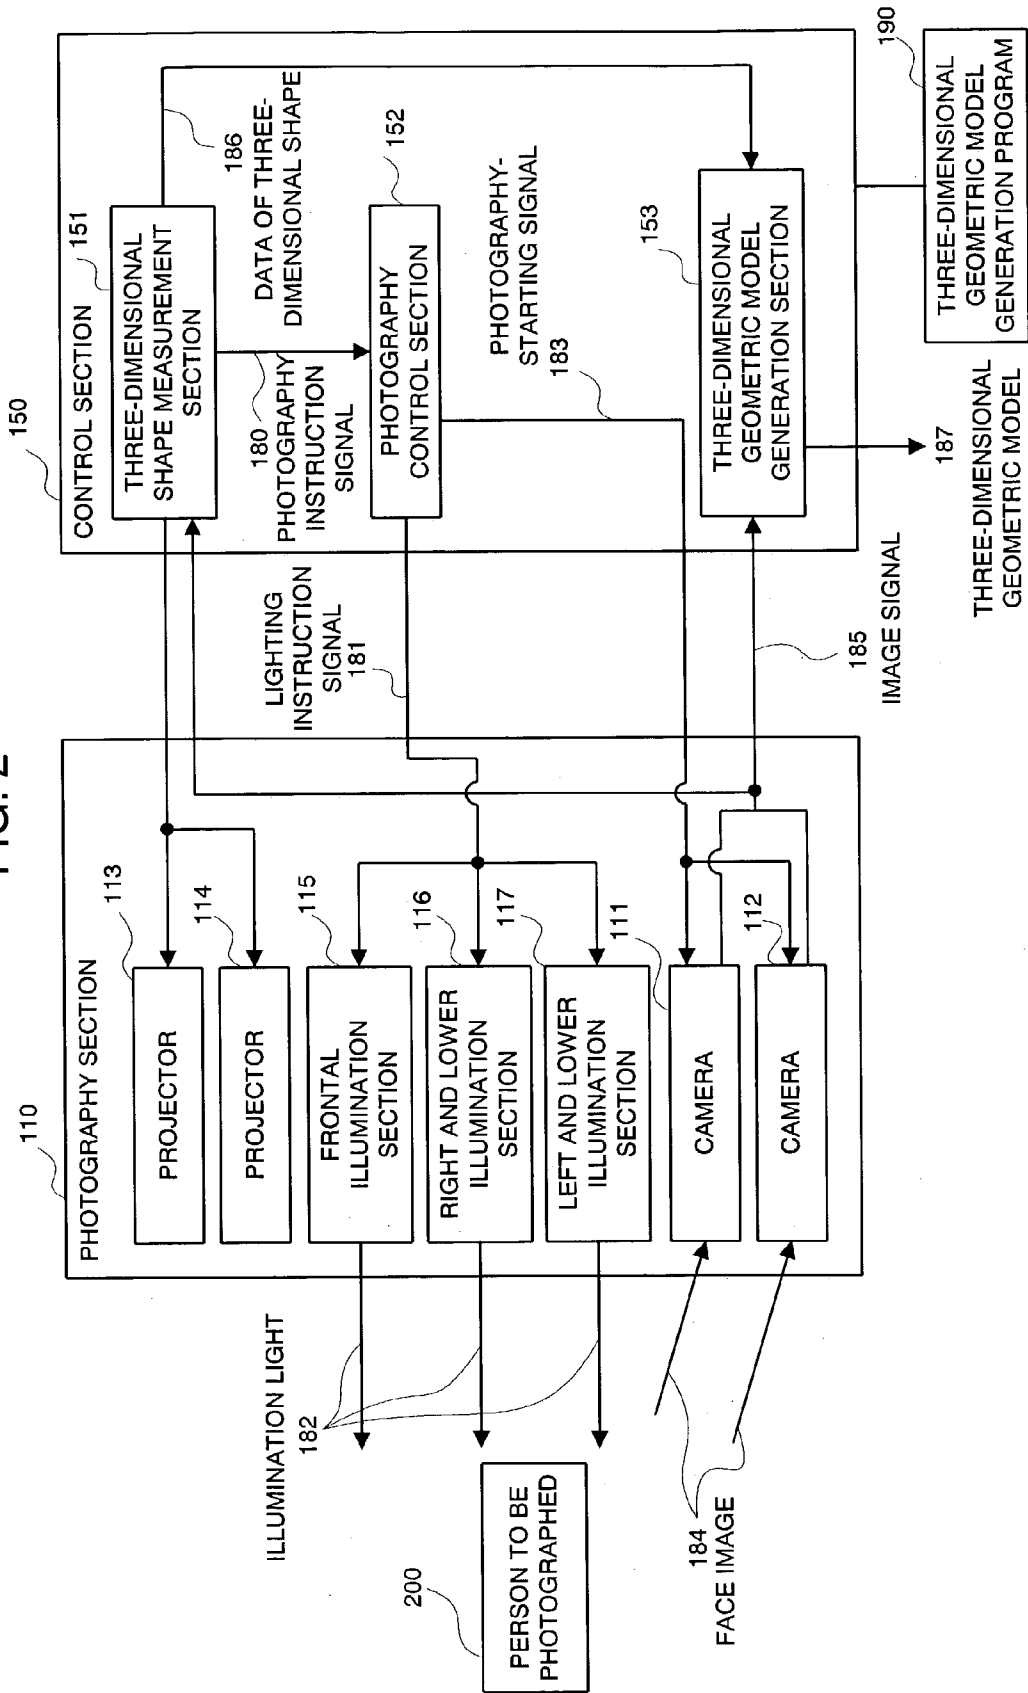 FIG. 2
110
PHOTOGRAPHY SECTION
113
PROJECTOR
114
PROJECTOR
115
FRONTAL
ILLUMINATION
SECTION
116
RIGHT AND LOWER
ILLUMINATION
SECTION
117
LEFT AND LOWER
ILLUMINATION
SECTION
111
CAMERA
112
CAMERA
ILLUMINATION LIGHT
182
200
PERSON TO BE
PHOTOGRAPHED
184
FACE IMAGE
LIGHTING
INSTRUCTION
SIGNAL
181
185
IMAGE SIGNAL
150
CONTROL SECTION
151
THREE-DIMENSIONAL
SHAPE MEASUREMENT
SECTION
186
DATA OF THREE-
DIMENSIONAL SHAPE
180
PHOTOGRAPHY
INSTRUCTION
SIGNAL
152
PHOTOGRAPHY
CONTROL SECTION
PHOTOGRAPHY-
STARTING SIGNAL
183
153
THREE-DIMENSIONAL
GEOMETRIC MODEL
GENERATION SECTION
187
THREE-DIMENSIONAL
GEOMETRIC MODEL
190
THREE-DIMENSIONAL
GEOMETRIC MODEL
GENERATION PROGRAM